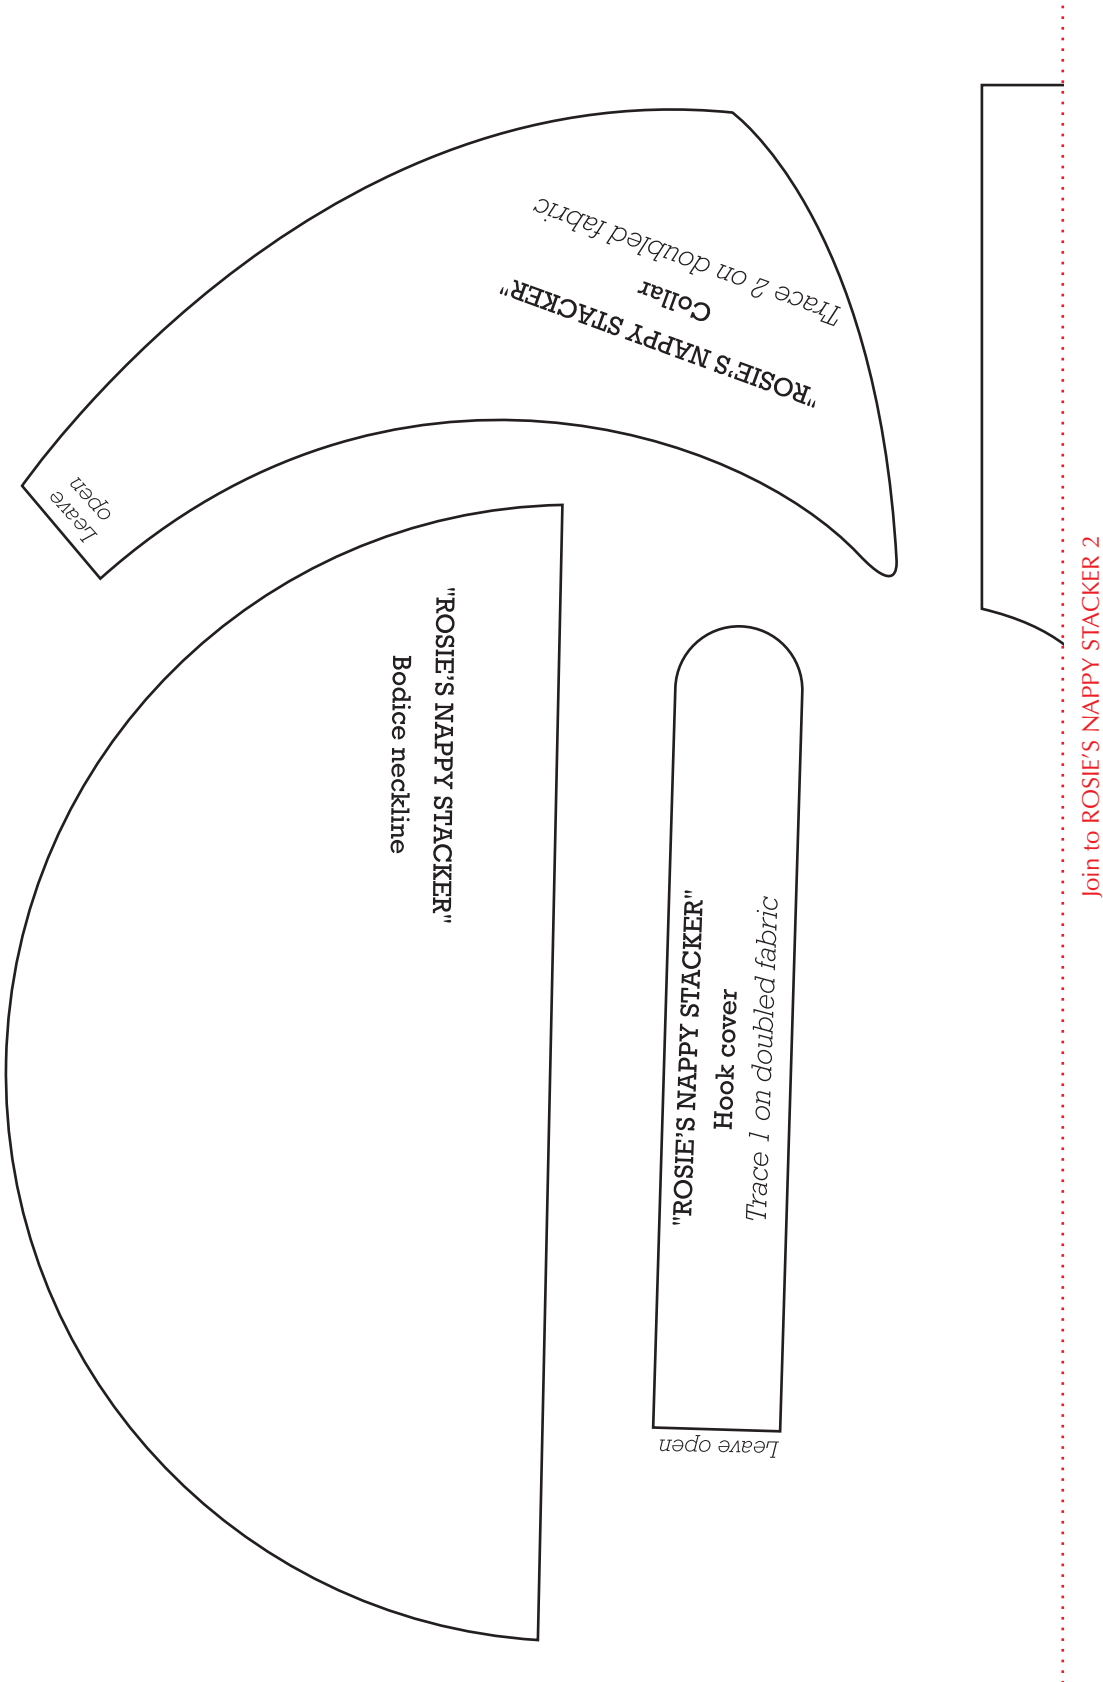 "ROSIE'S NAPPY STACKER"
Collar
Trace 2 on doubled fabric
Leave
open
"ROSIE'S NAPPY STACKER"
Bodice neckline
"ROSIE'S NAPPY STACKER"
Hook cover
Trace 1 on doubled fabric
Leave open
Join to ROSIE'S NAPPY STACKER 2